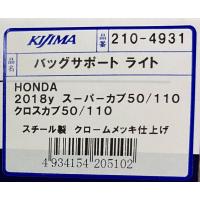 KIJIMA 品番 210-4931
品名 バッグサポート ライト
HONDA
2018y スーパーカブ50/110
クロスカブ50/110
スチール製 クロームメッキ仕上げ
4934154205102